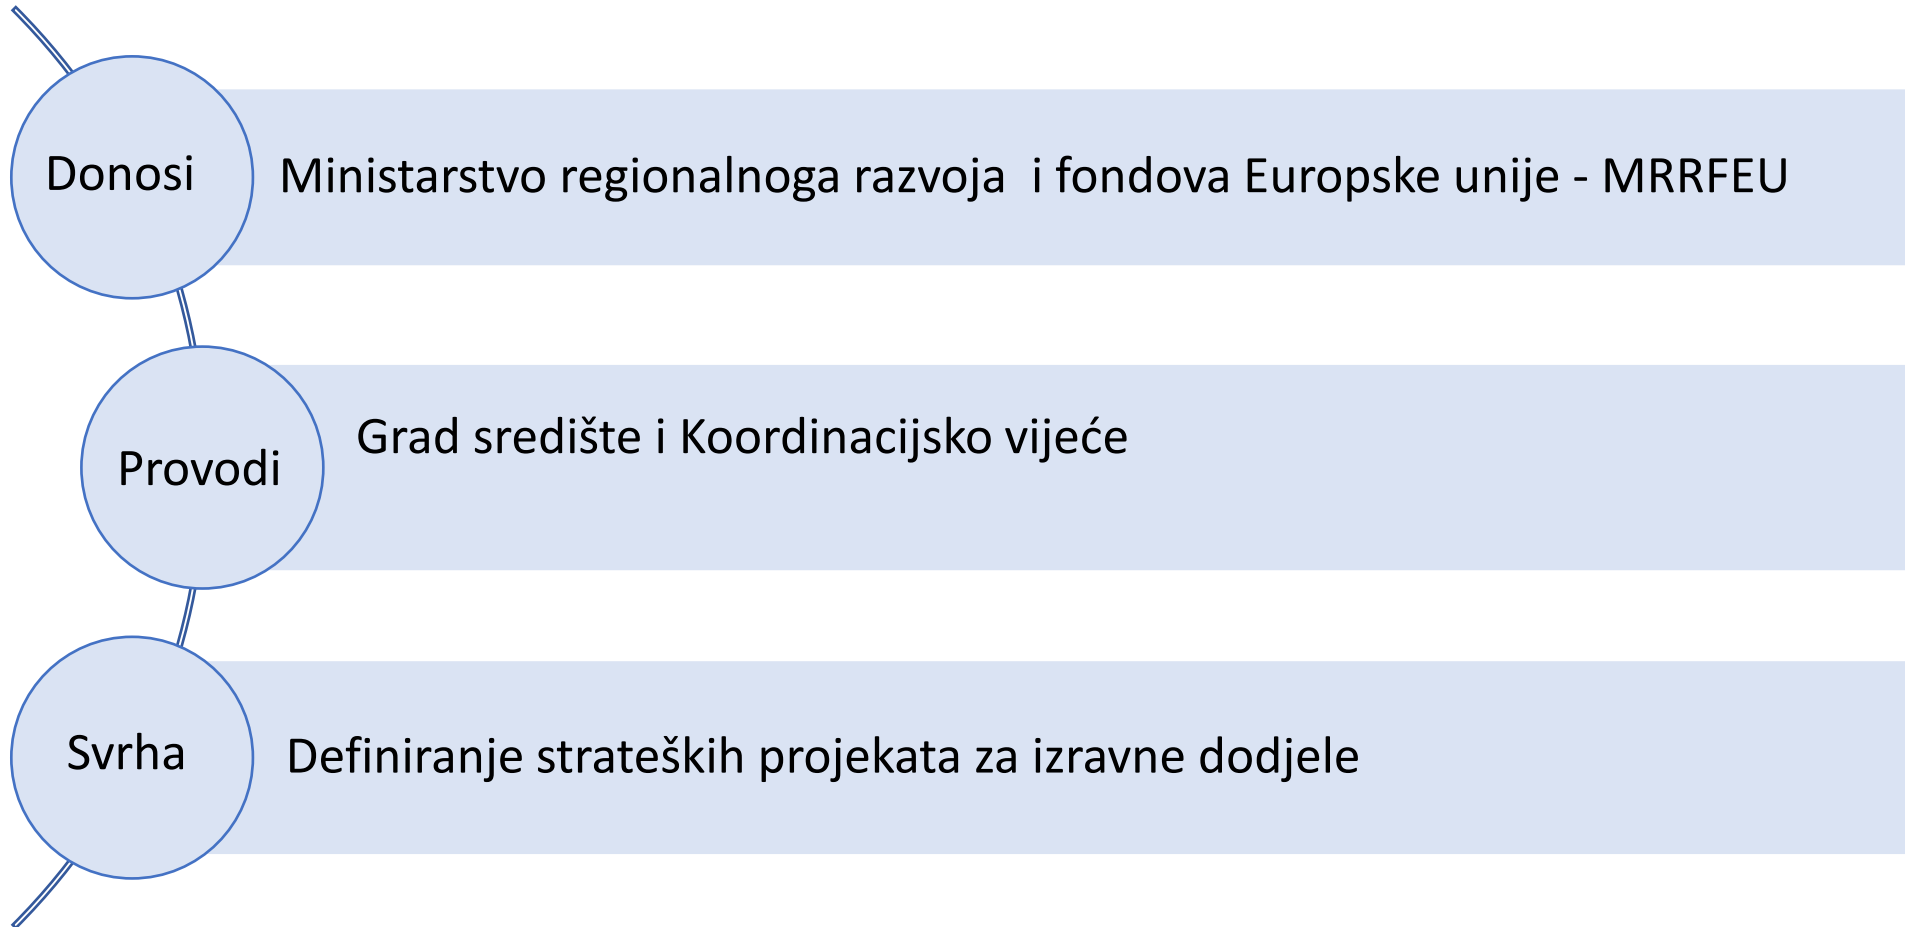 Donosi
Ministarstvo regionalnoga razvoja  i fondova Europske unije - MRRFEU
Provodi
Grad središte i Koordinacijsko vijeće
Svrha
Definiranje strateških projekata za izravne dodjele